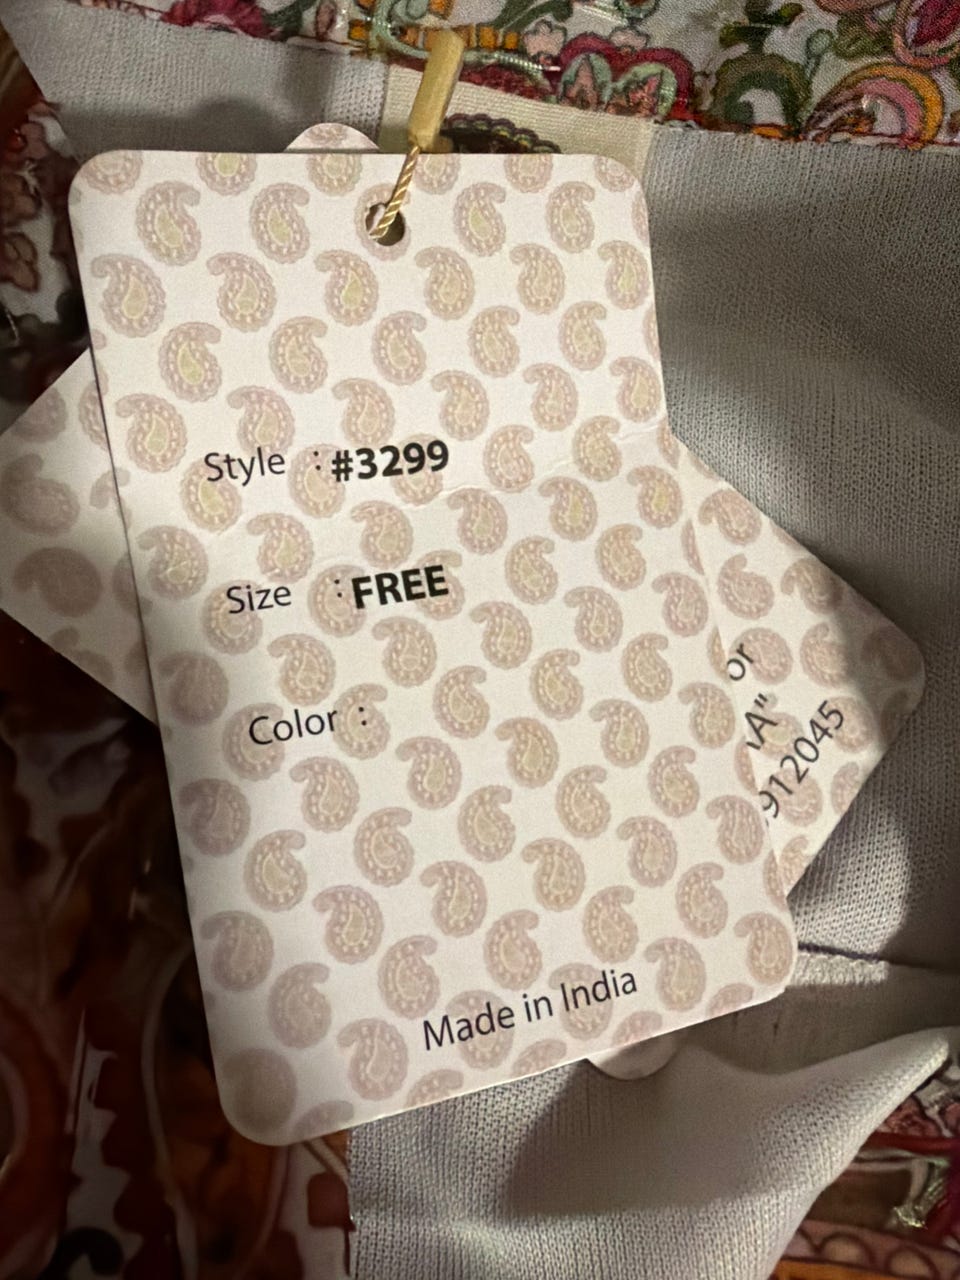 Style : #3299
Size : FREE
Color :
Made in India
or
A"
912045